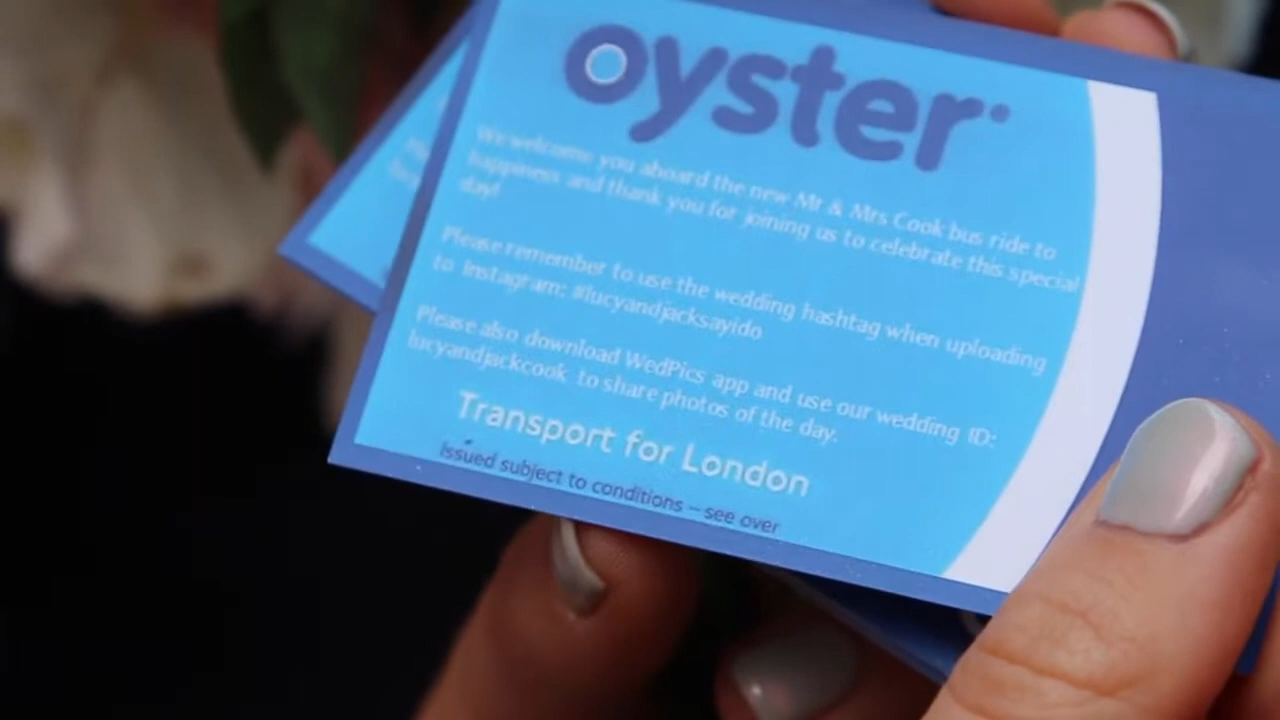 oyster
We welcome you aboard the new Mr & Mrs Cook bus ride to
happiness and thank you for joining us to celebrate this special
day!
Please remember to use the wedding hashtag when uploading
to Instagram: #lucyandjacksayido
Please also download WedPics app and use our wedding ID:
lucyandjackcook to share photos of the day.
Transport for London
Issued subject to conditions – see over